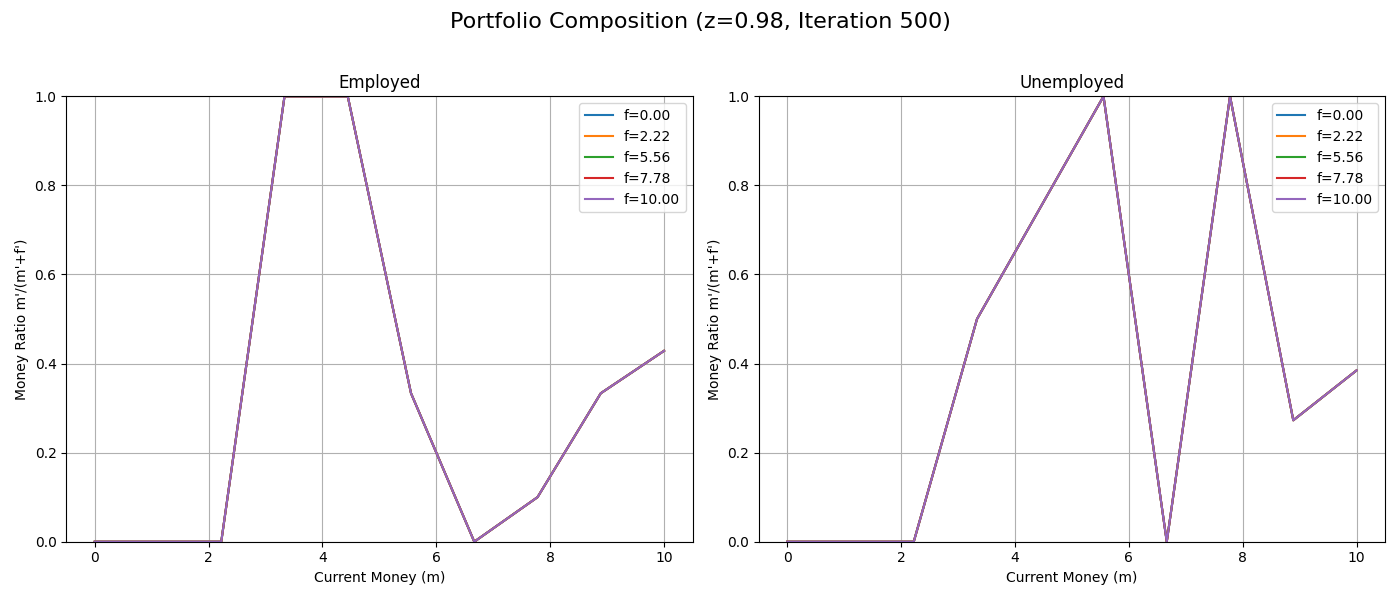 Portfolio Composition (z=0.98, Iteration 500)
Employed
1.0
0.8
0.6
0.4
0.2
0.0
Money Ratio m'/(m'+f')
0
2
4
6
8
10
Current Money (m)
f=0.00
f=2.22
f=5.56
f=7.78
f=10.00
Unemployed
1.0
0.8
0.6
0.4
0.2
0.0
Money Ratio m'/(m'+f')
0
2
4
6
8
10
Current Money (m)
f=0.00
f=2.22
f=5.56
f=7.78
f=10.00